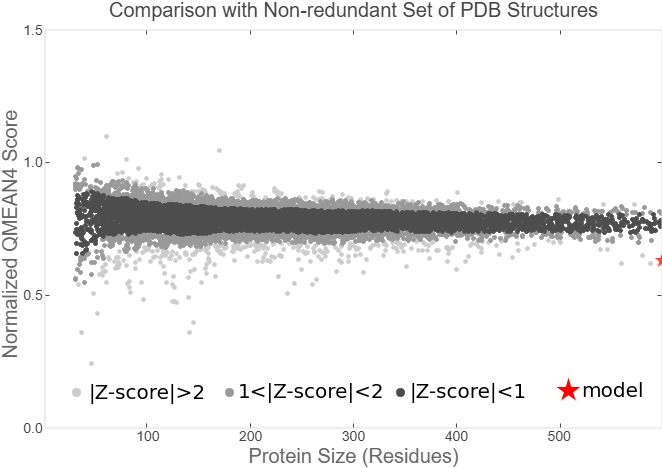 Comparison with Non-redundant Set of PDB Structures
Normalized QMEAN4 Score
1.5
1.0
0.5
0.0
|Z-score|>2 1<|Z-score|<2 |Z-score|<1 model
100 200 300 400 500
Protein Size (Residues)